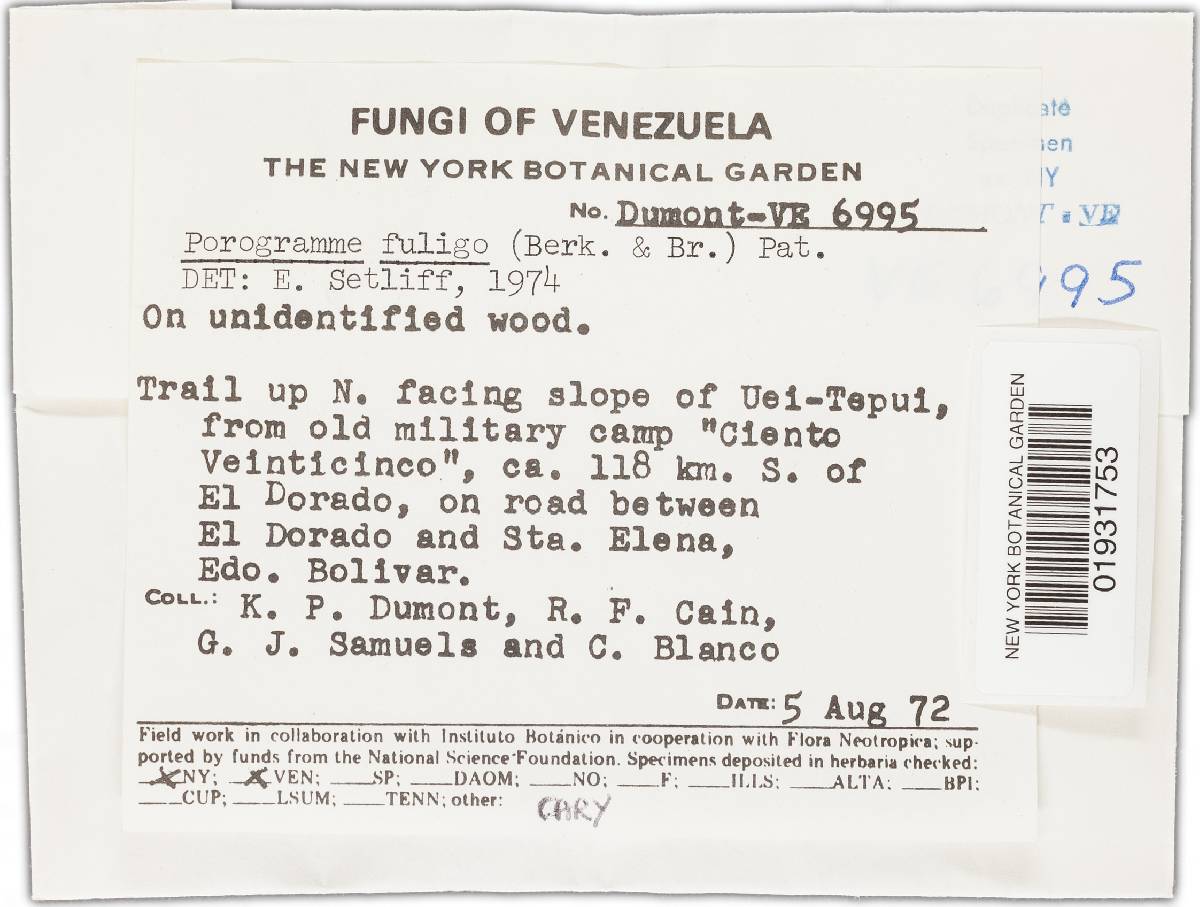 FUNGI OF VENEZUELA
THE NEW YORK BOTANICAL GARDEN
No. Dumont-VE 6995
Porogramme fuligo (Berk. & Br.) Pat.
DET: E. Setliff, 1974
On unidentified wood.
Trail up N. facing slope of Uei-Tepui,
from old military camp "Ciento
Veinticinco", ca. 118 km. S. of
El Dorado, on road between
El Dorado and Sta. Elena,
Edo. Bolivar.
COLL.: K. P. Dumont, R. F. Cain,
G. J. Samuels and C. Blanco
DATE: 5 Aug 72
Field work in collaboration with Instituto Botánico in cooperation with Flora Neotropica; sup-
ported by funds from the National Science Foundation. Specimens deposited in herbaria checked:
X NY; X VEN; ___SP; ___DAOM; ___NO; ___F; ___ILLS; ___ALTA; ___BPI;
___CUP; ___LSUM; ___TENN; other: CARY
VE
995
NEW YORK BOTANICAL GARDEN
01931753